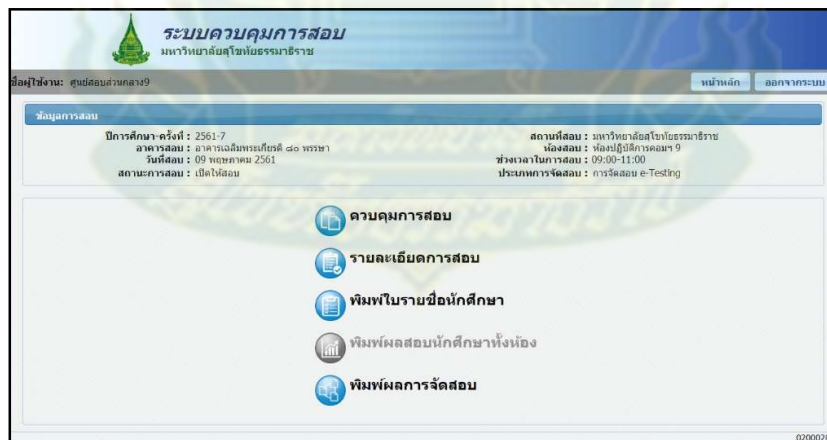 ระบบควบคุมการสอบ
มหาวิทยาลัยสุโขทัยธรรมาธิราช
ชื่อผู้ใช้งาน: ศูนย์สอบส่วนกลาง9
หน้าหลัก ออกจากระบบ
ข้อมูลการสอบ
ปีการศึกษา-ครั้งที่ : 2561-7 สถานที่สอบ : มหาวิทยาลัยสุโขทัยธรรมาธิราช
อาคารสอบ : อาคารเฉลิมพระเกียรติ ๘๐ พรรษา ห้องสอบ : ห้องปฏิบัติการคอมฯ 9
วันที่สอบ : 09 พฤษภาคม 2561 ช่วงเวลาในการสอบ : 09:00-11:00
สถานะการสอบ : เปิดให้สอบ ประเภทการจัดสอบ : การจัดสอบ e-Testing
ควบคุมการสอบ
รายละเอียดการสอบ
พิมพ์ใบรายชื่อนักศึกษา
พิมพ์ผลสอบนักศึกษาทั้งห้อง
พิมพ์ผลการจัดสอบ